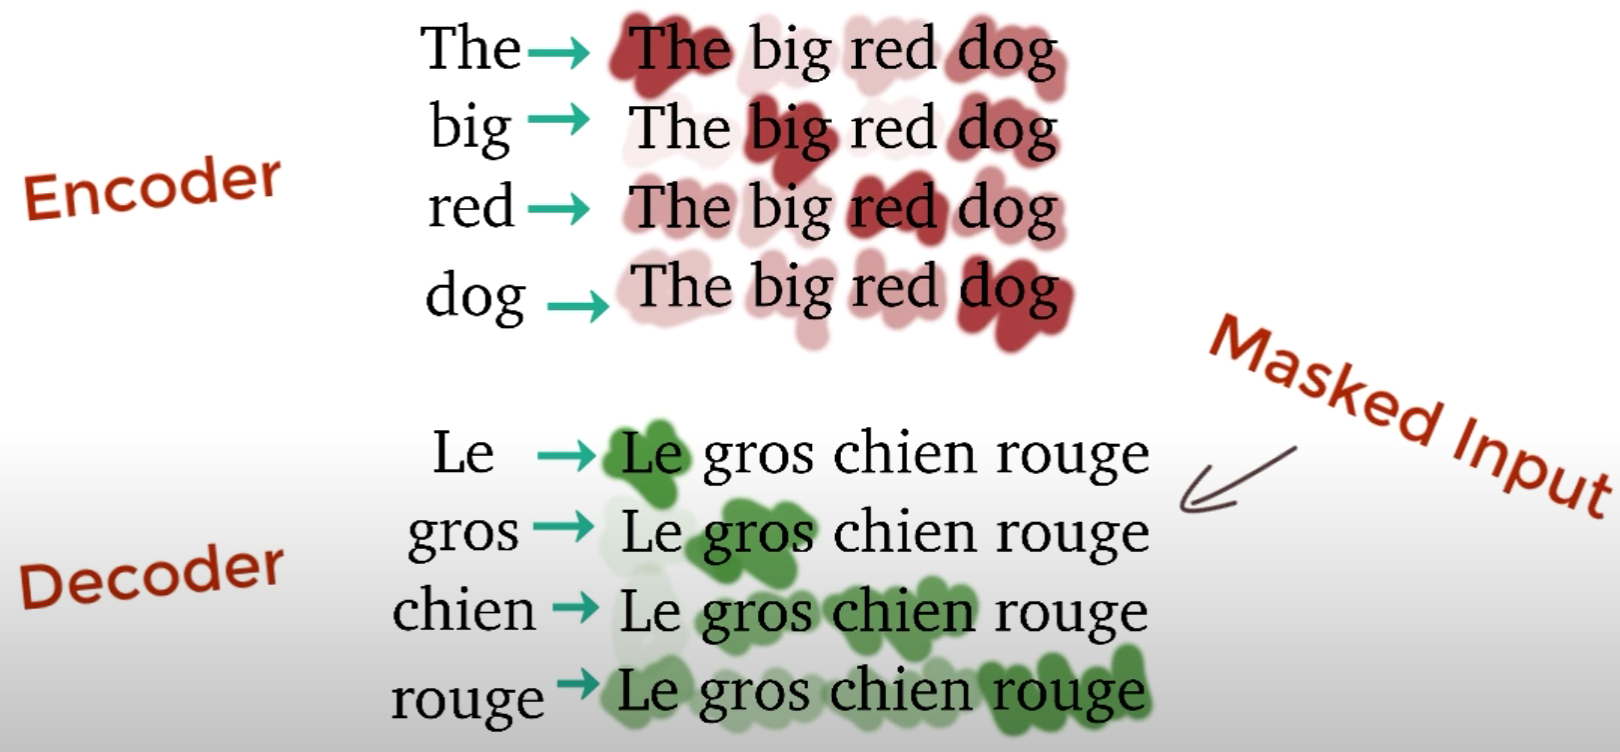 The → The big red dog
big → The big red dog
Encoder
red → The big red dog
dog → The big red dog
Masked Input
Le → Le gros chien rouge
gros → Le gros chien rouge
Decoder
chien → Le gros chien rouge
rouge → Le gros chien rouge